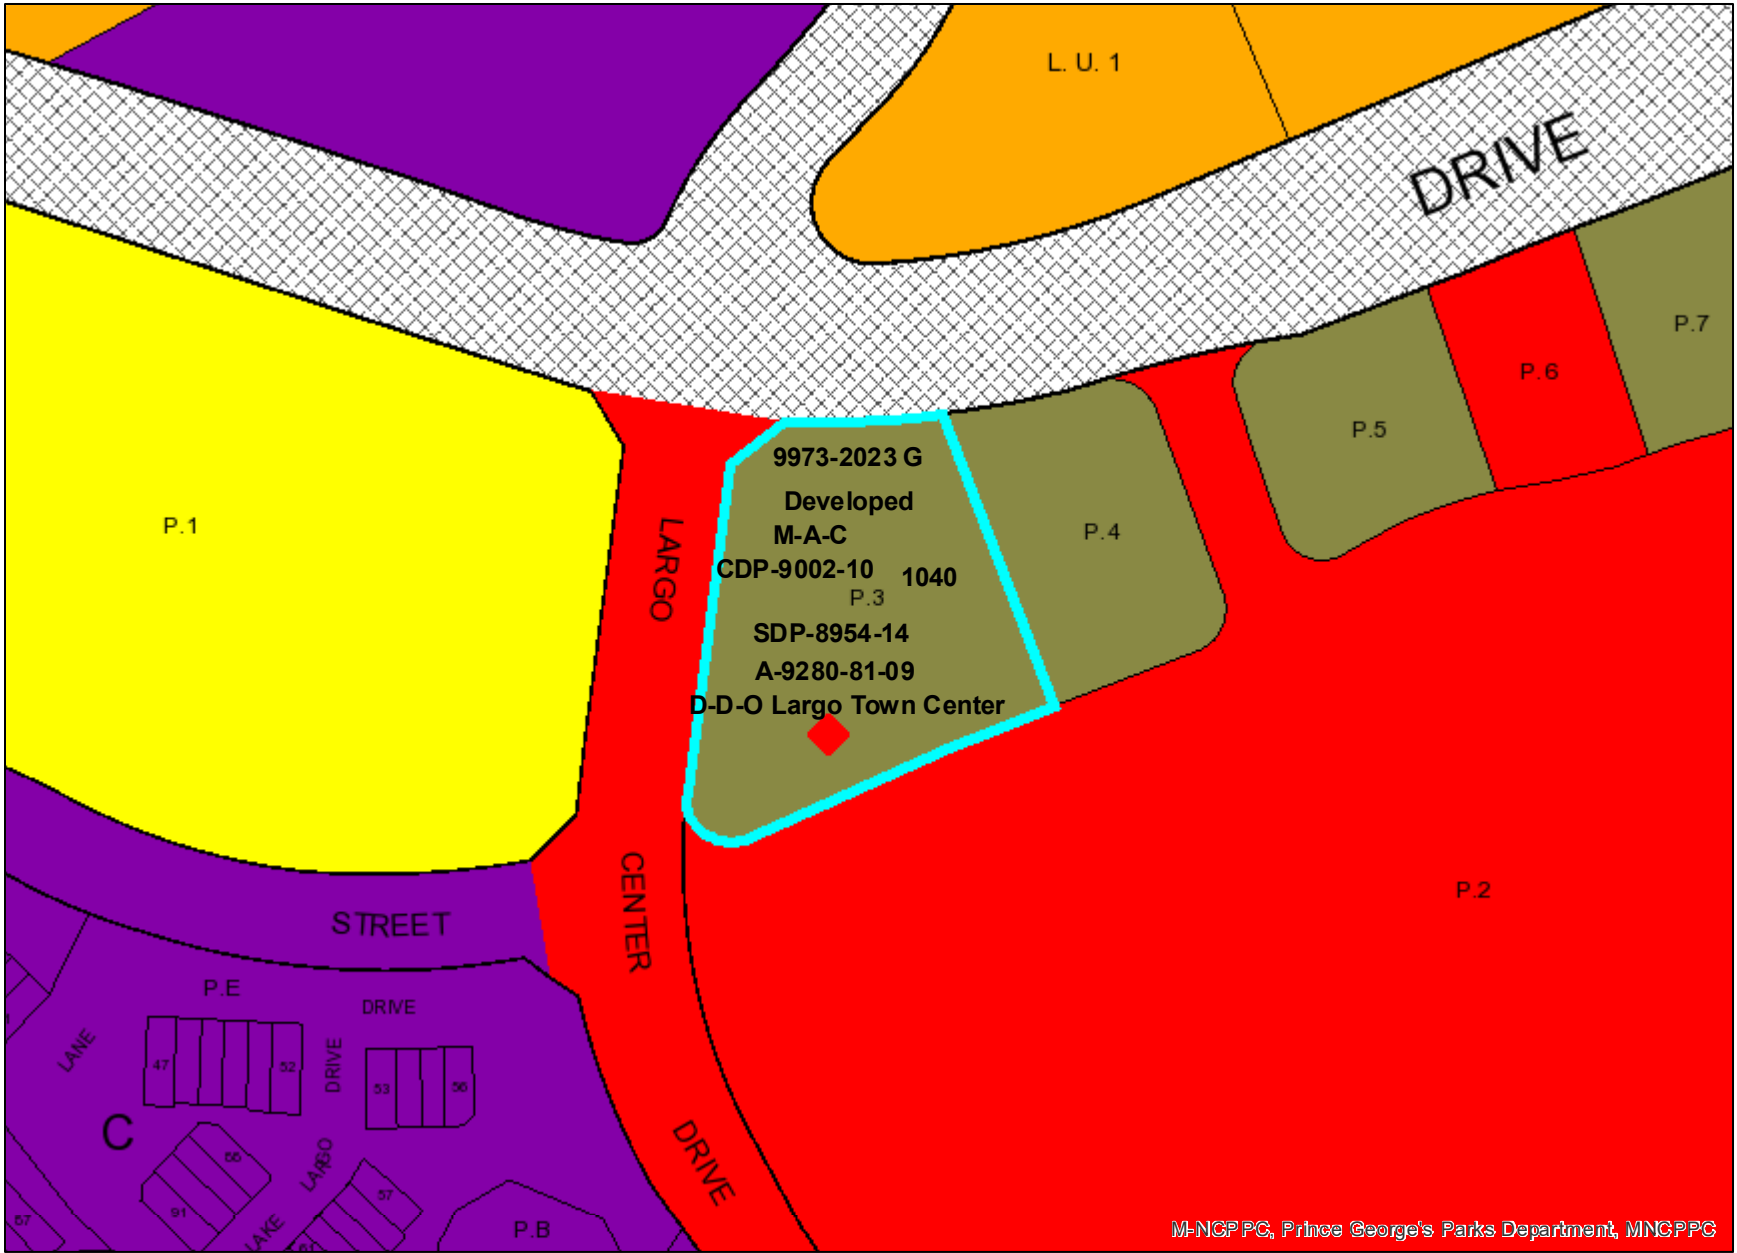 L. U. 1
DRIVE
P.7
P.6
P.5
P.4
P.1
LARGO
9973-2023 G
Developed
M-A-C
CDP-9002-10 1040
P.3
SDP-8954-14
A-9280-81-09
D-D-O Largo Town Center
P.2
CENTER
STREET
P.E
DRIVE
LANE
DRIVE
47
52
53
56
C
LARGO
DRIVE
91
57
57
LAKE
P.B
M-NCPPC, Prince George's Parks Department, MNCPPC